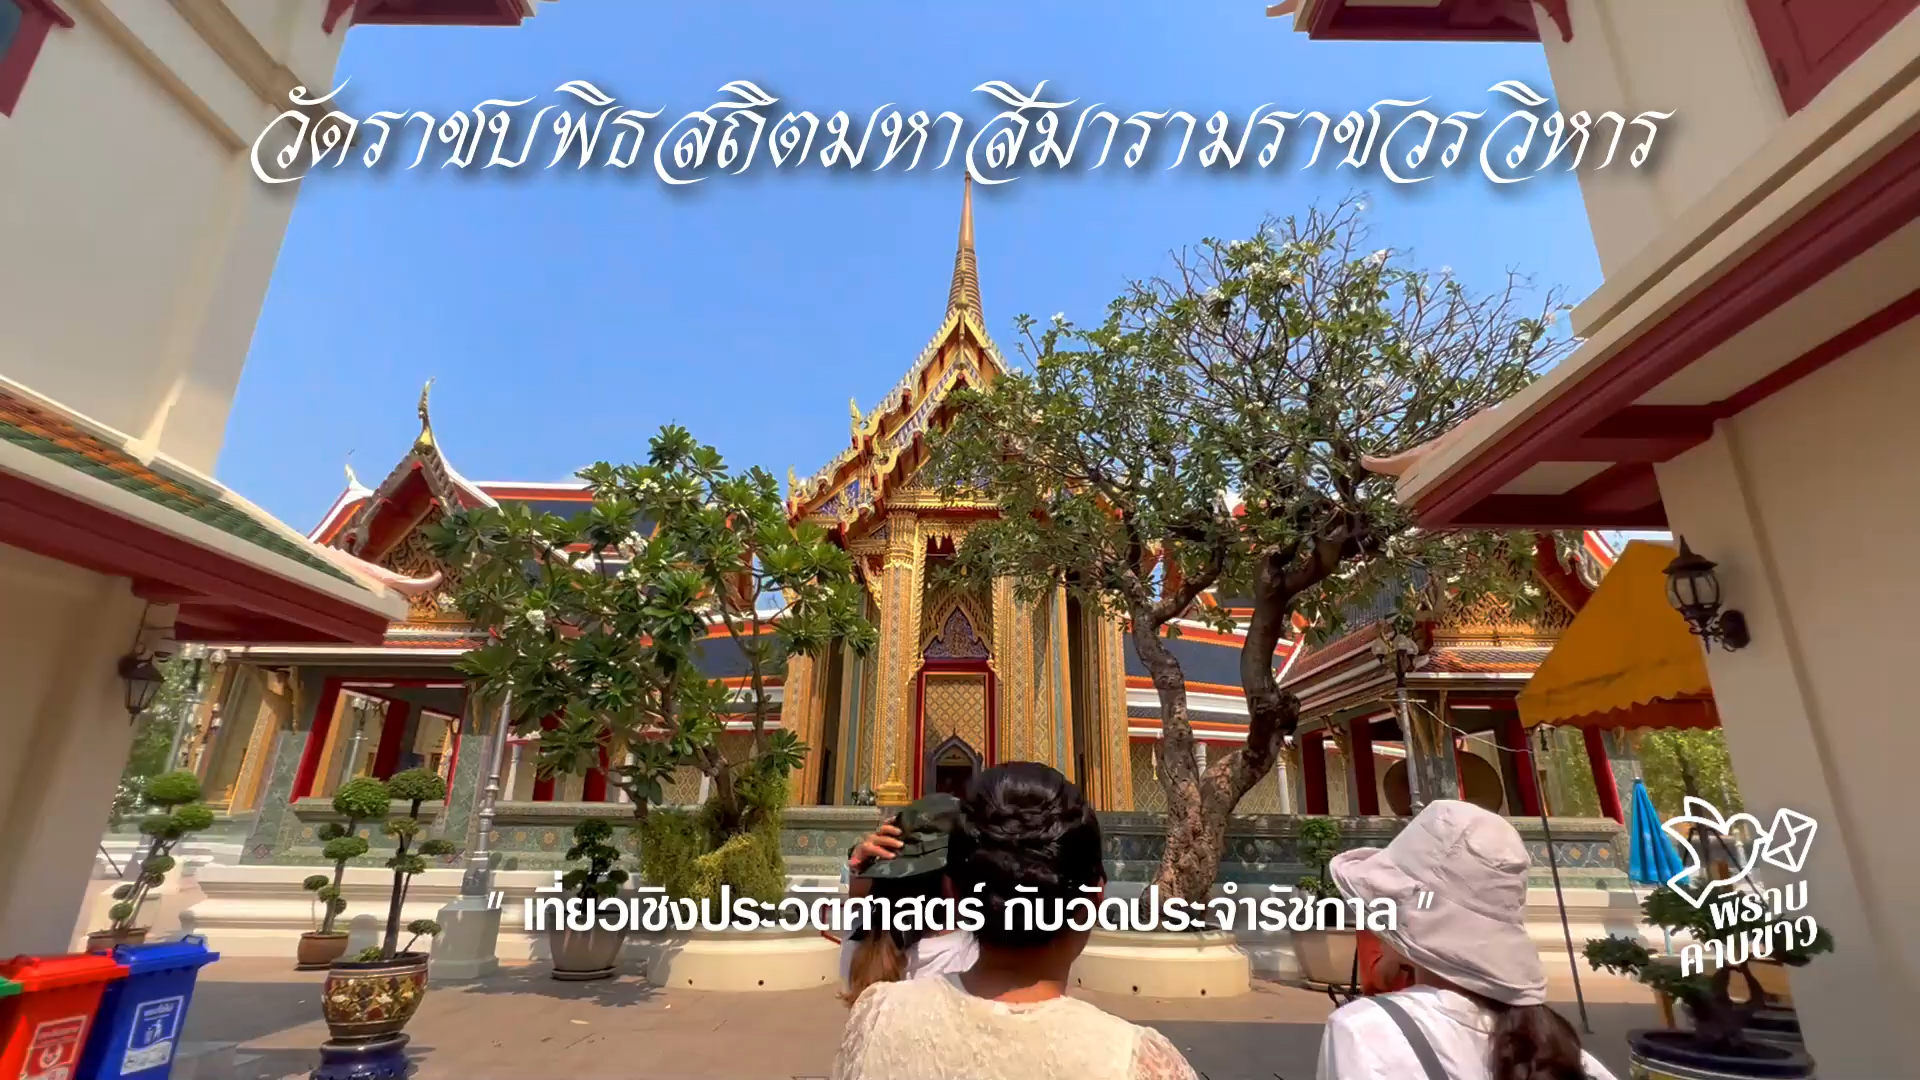 วัดราชบพิธสถิตมหาสีมารามราชวรวิหาร
" เที่ยวเชิงประวัติศาสตร์ กับวัดประจำรัชกาล "
พิราบ
คาบข่าว